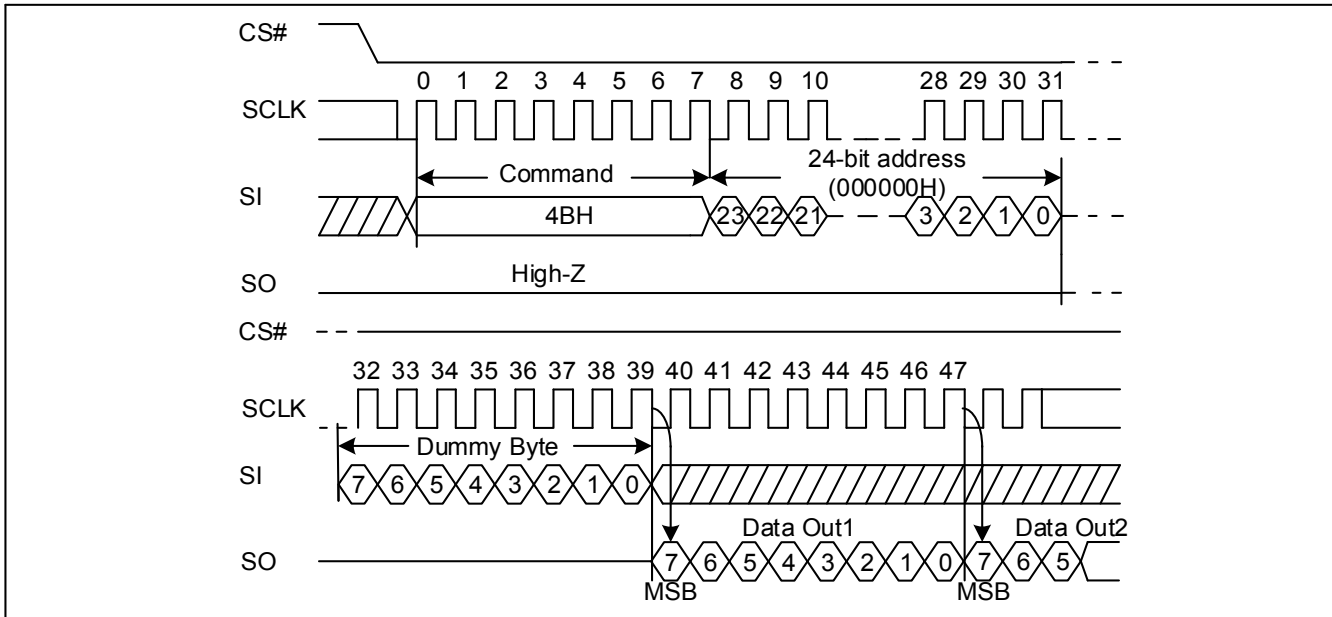 CS#
0 1 2 3 4 5 6 7 8 9 10 28 29 30 31
SCLK
Command 24-bit address
(000000H)
SI
4BH 23 22 21 3 2 1 0
High-Z
SO
CS#
32 33 34 35 36 37 38 39 40 41 42 43 44 45 46 47
SCLK
Dummy Byte
SI
7 6 5 4 3 2 1 0
Data Out1 Data Out2
SO
7 6 5 4 3 2 1 0 7 6 5
MSB MSB